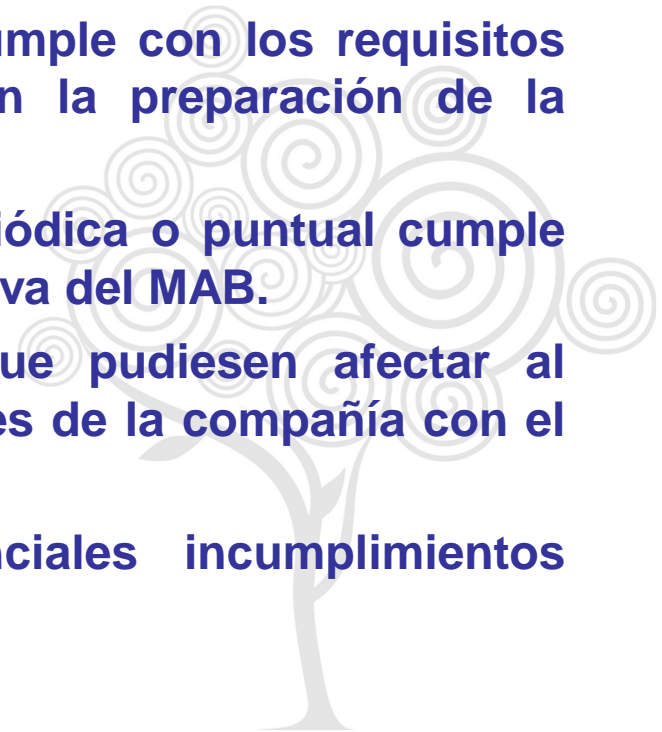 umple con los requisitos
n la preparación de la
iódica o puntual cumple
va del MAB.
ue pudiesen afectar al
es de la compañía con el
nciales incumplimientos